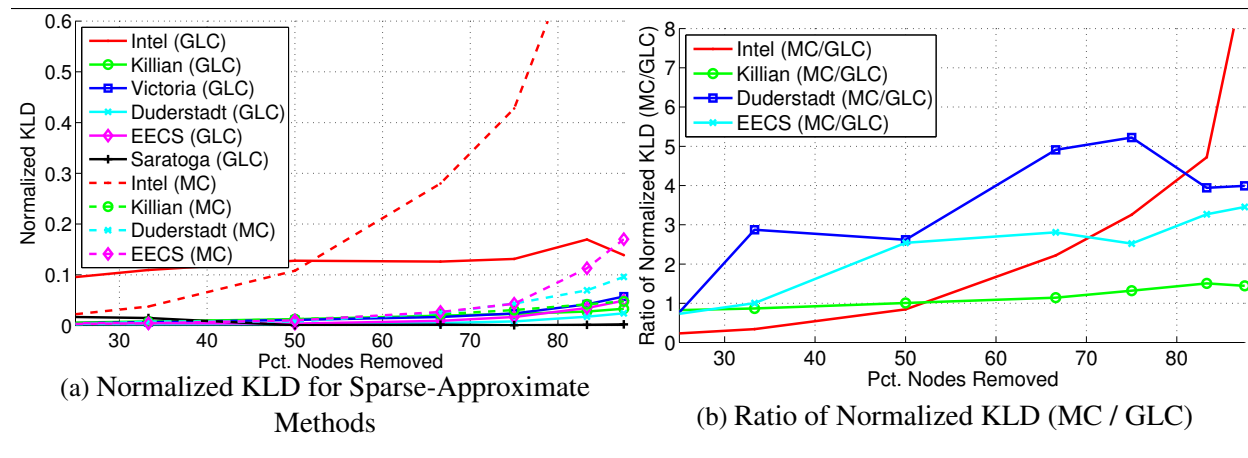 0.6
0.5
0.4
0.3
0.2
0.1
0
Normalized KLD
Intel (GLC)
Killian (GLC)
Victoria (GLC)
Duderstadt (GLC)
EECS (GLC)
Saratoga (GLC)
Intel (MC)
Killian (MC)
Duderstadt (MC)
EECS (MC)
30 40 50 60 70 80
Pct. Nodes Removed
(a) Normalized KLD for Sparse-Approximate
Methods
8
7
6
5
4
3
2
1
0
Ratio of Normalized KLD (MC/GLC)
Intel (MC/GLC)
Killian (MC/GLC)
Duderstadt (MC/GLC)
EECS (MC/GLC)
30 40 50 60 70 80
Pct. Nodes Removed
(b) Ratio of Normalized KLD (MC / GLC)